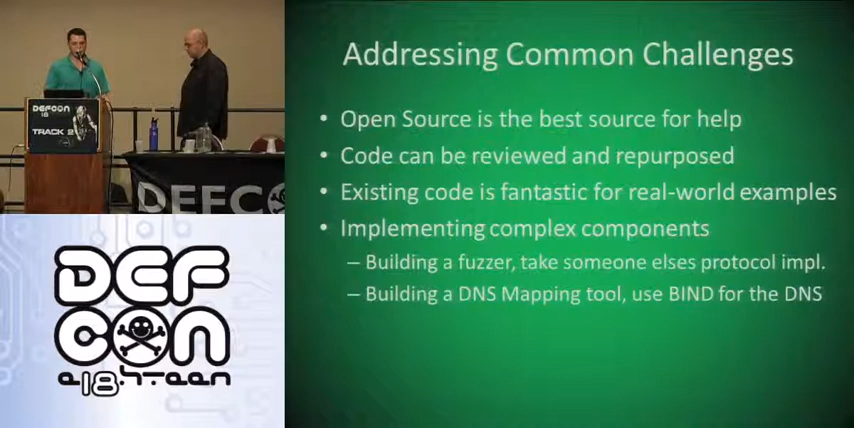 DEFCON
18
TRACK 2
DEFCO
DEF
CON
e18hteen
Addressing Common Challenges
• Open Source is the best source for help
• Code can be reviewed and repurposed
• Existing code is fantastic for real-world examples
• Implementing complex components
– Building a fuzzer, take someone elses protocol impl.
– Building a DNS Mapping tool, use BIND for the DNS